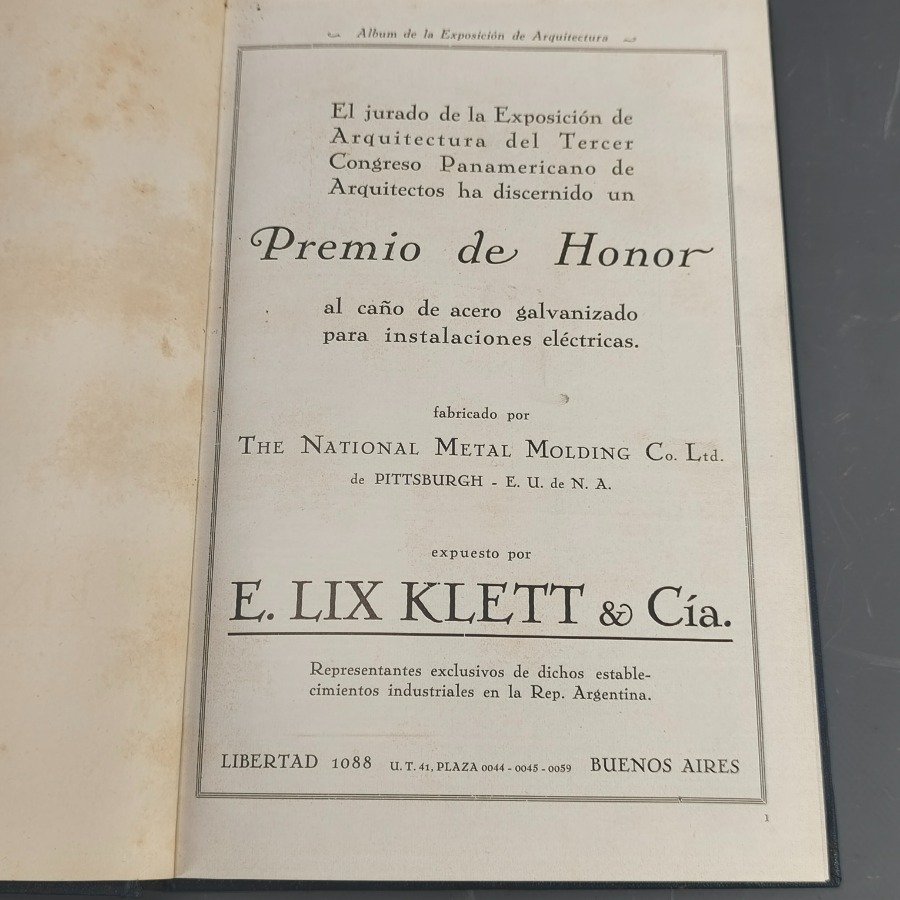 Album de la Exposición de Arquitectura
El jurado de la Exposición de
Arquitectura del Tercer
Congreso Panamericano de
Arquitectos ha discernido un
Premio de Honor
al caño de acero galvanizado
para instalaciones eléctricas.
fabricado por
THE NATIONAL METAL MOLDING Co. Ltd.
de PITTSBURGH - E. U. de N. A.
expuesto por
E. LIX KLETT & Cía.
Representantes exclusivos de dichos estable-
cimientos industriales en la Rep. Argentina.
LIBERTAD 1088 U. T. 41, PLAZA 0044 - 0045 - 0059 BUENOS AIRES
1